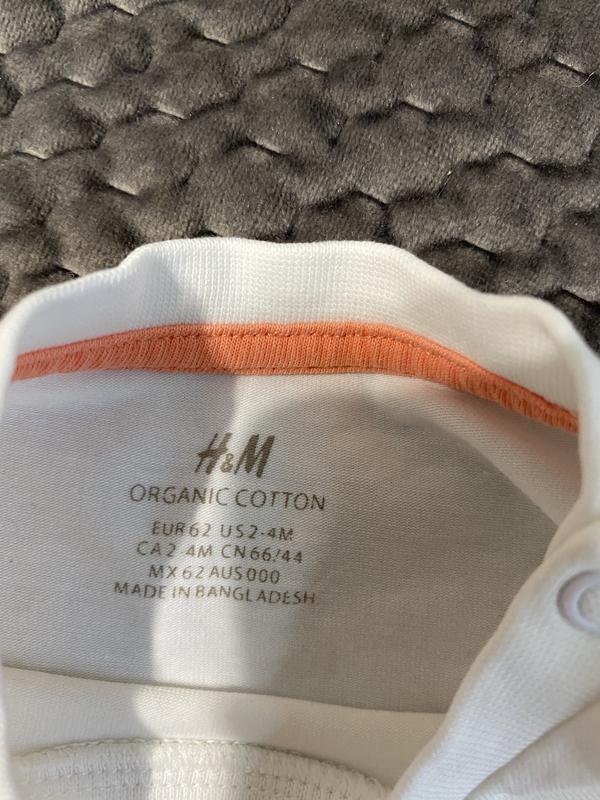 H&M
ORGANIC COTTON
EUR 62 US 2-4M
CA 2-4M CN 66/44
MX 62 AUS 000
MADE IN BANGLADESH